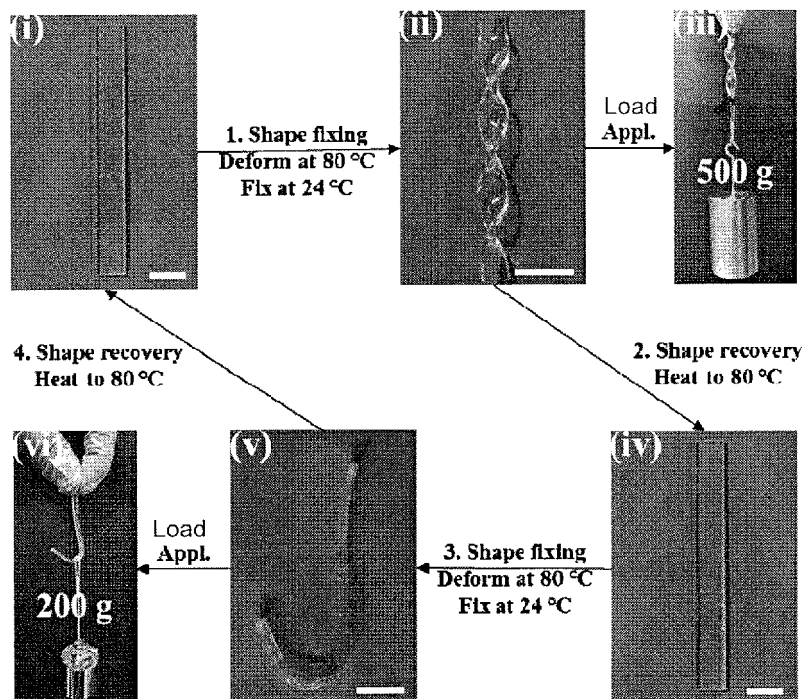 (i)
(ii)
(iii)
1. Shape fixing
Deform at 80 °C
Fix at 24 °C
Load
Appl.
500 g
4. Shape recovery
Heat to 80 °C
2. Shape recovery
Heat to 80 °C
(vi)
(v)
(iv)
Load
Appl.
3. Shape fixing
Deform at 80 °C
Fix at 24 °C
200 g